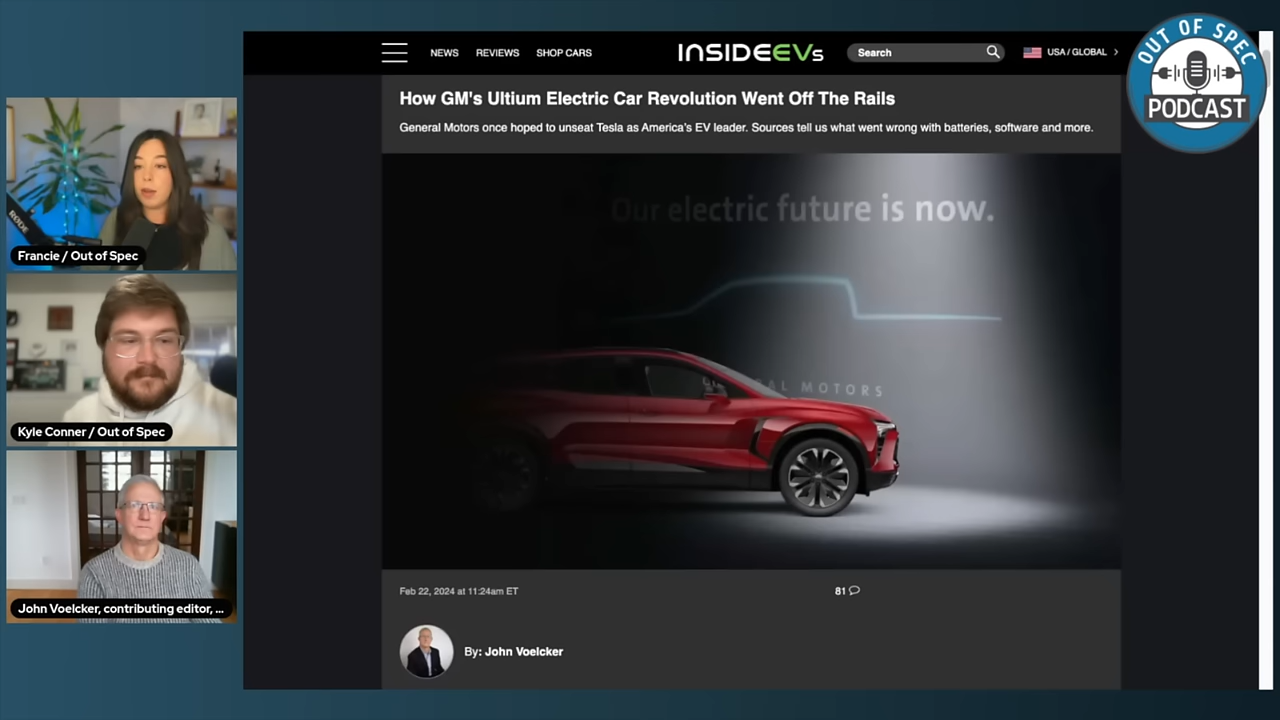 NEWS
REVIEWS
SHOP CARS
INSIDEEVs
Search
USA / GLOBAL
OUT OF SPEC
PODCAST
How GM's Ultium Electric Car Revolution Went Off The Rails
General Motors once hoped to unseat Tesla as America's EV leader. Sources tell us what went wrong with batteries, software and more.
Our electric future is now.
MOTORS
RØDE
Francie / Out of Spec
Kyle Conner / Out of Spec
John Voelcker, contributing editor, ...
Feb 22, 2024 at 11:24am ET
81
By: John Voelcker